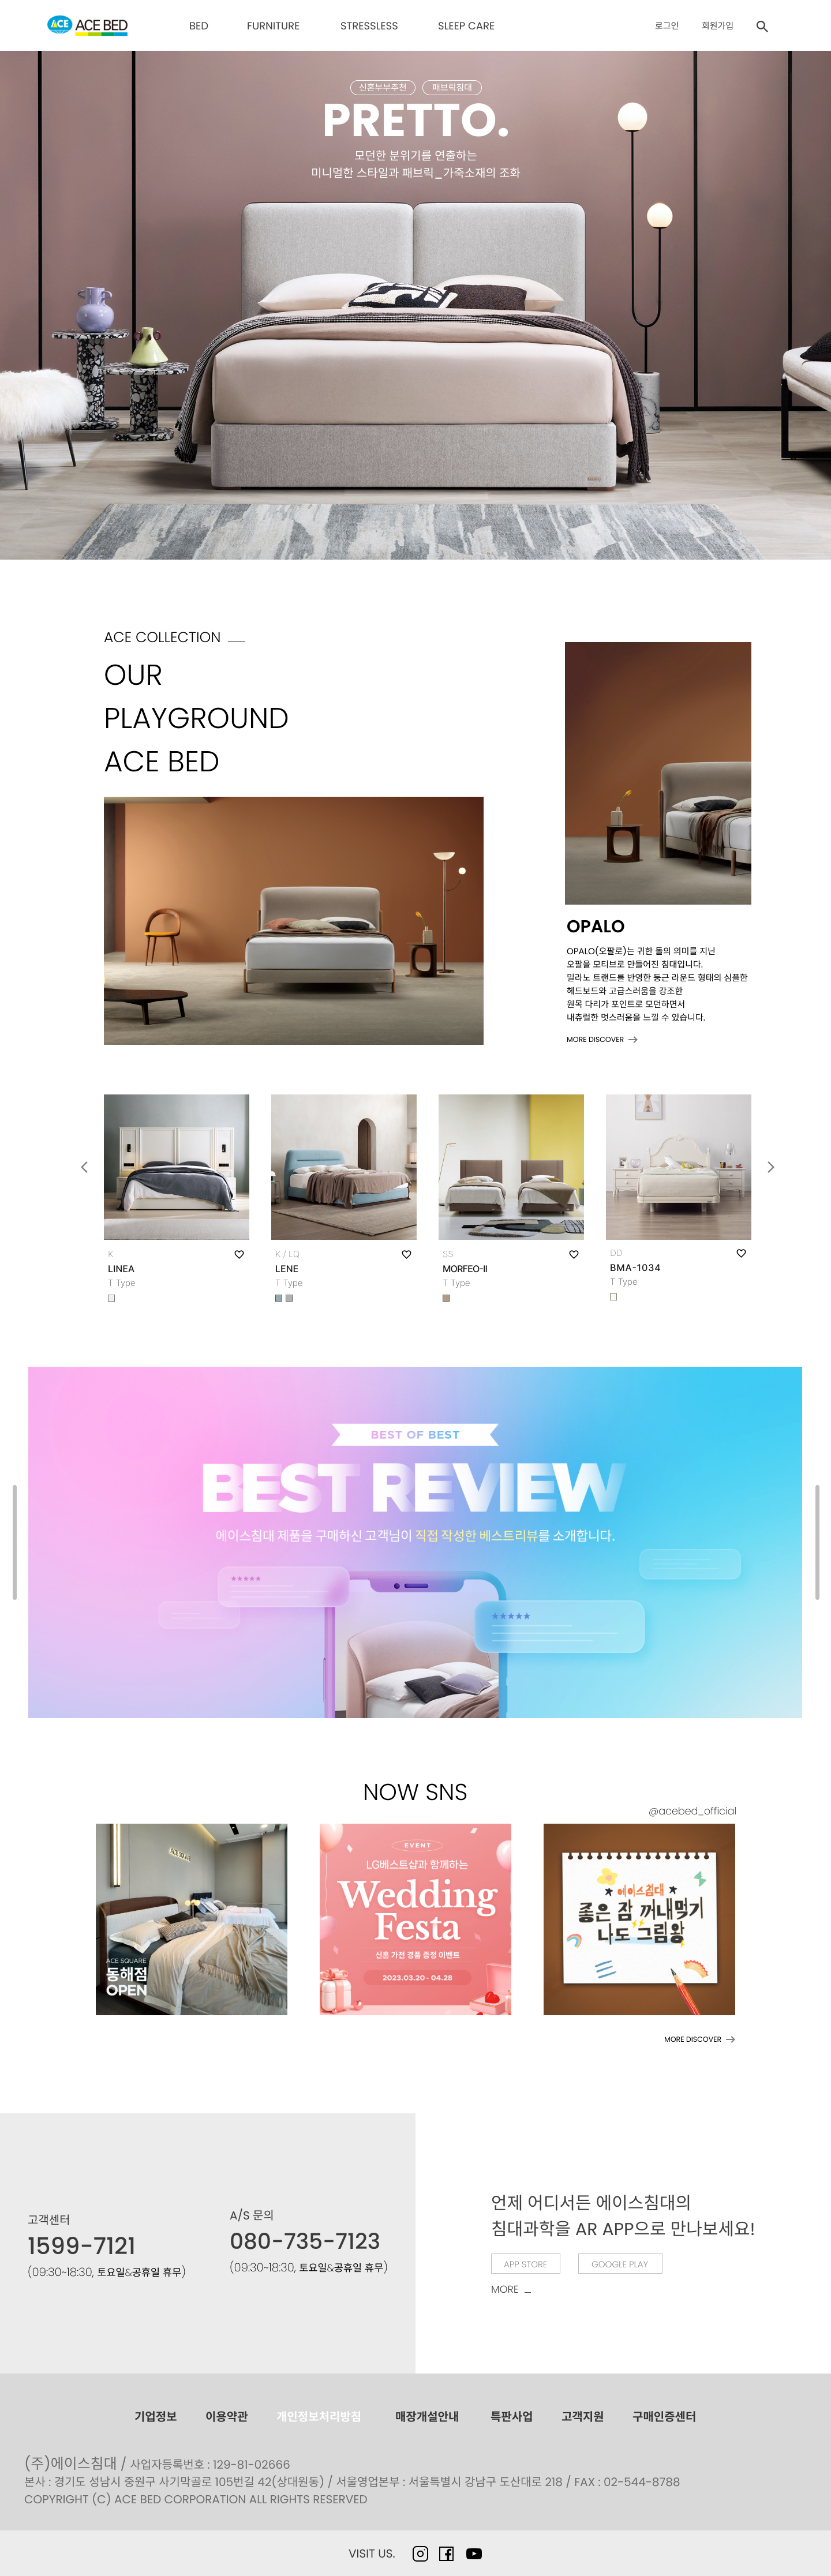 ACE ACE BED
BED FURNITURE STRESSLESS SLEEP CARE 로그인 회원가입
신혼부부추천 패브릭침대
PRETTO.
모던한 분위기를 연출하는
미니멀한 스타일과 패브릭_가죽소재의 조화
ACE COLLECTION
OUR
PLAYGROUND
ACE BED
OPALO
OPALO(오팔로)는 귀한 돌의 의미를 지닌
오팔을 모티브로 만들어진 침대입니다.
밀라노 트랜드를 반영한 둥근 라운드 형태의 심플한
헤드보드와 고급스러움을 강조한
원목 다리가 포인트로 모던하면서
내츄럴한 멋스러움을 느낄 수 있습니다.
MORE DISCOVER
K
LINEA
T Type
K / LQ
LENE
T Type
SS
MORFEO-II
T Type
DD
BMA-1034
T Type
BEST OF BEST
BEST REVIEW
에이스침대 제품을 구매하신 고객님이 직접 작성한 베스트리뷰를 소개합니다.
NOW SNS
@acebed_official
ACE SQUARE
동해점
OPEN
EVENT
LG베스트샵과 함께하는
Wedding
Festa
신혼 가전 경품 증정 이벤트
2023.03.20 - 04.28
에이스침대
좋은 잠 꺼내먹기
나도 그림왕
MORE DISCOVER
고객센터
1599-7121
(09:30~18:30, 토요일&공휴일 휴무)
A/S 문의
080-735-7123
(09:30~18:30, 토요일&공휴일 휴무)
언제 어디서든 에이스침대의
침대과학을 AR APP으로 만나보세요!
APP STORE GOOGLE PLAY
MORE
기업정보 이용약관 개인정보처리방침 매장개설안내 특판사업 고객지원 구매인증센터
(주)에이스침대 / 사업자등록번호 : 129-81-02666
본사 : 경기도 성남시 중원구 사기막골로 105번길 42(상대원동) / 서울영업본부 : 서울특별시 강남구 도산대로 218 / FAX : 02-544-8788
COPYRIGHT (C) ACE BED CORPORATION ALL RIGHTS RESERVED
VISIT US.